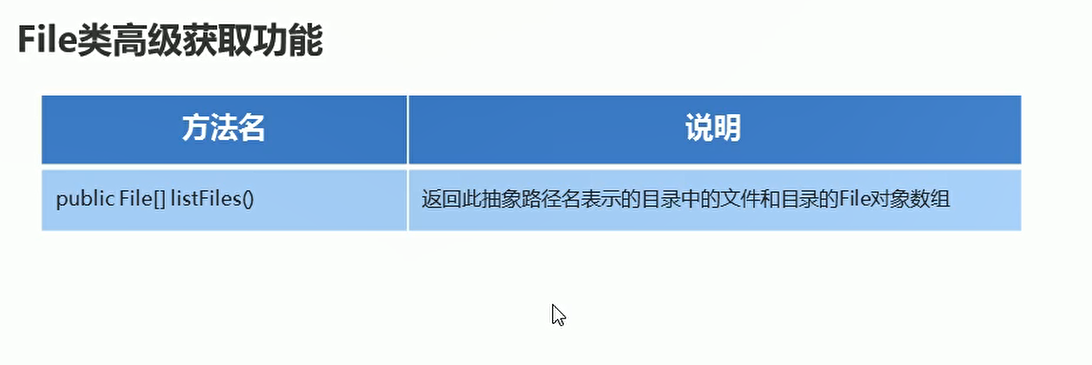 File类高级获取功能
方法名
说明
public File[] listFiles()
返回此抽象路径名表示的目录中的文件和目录的File对象数组